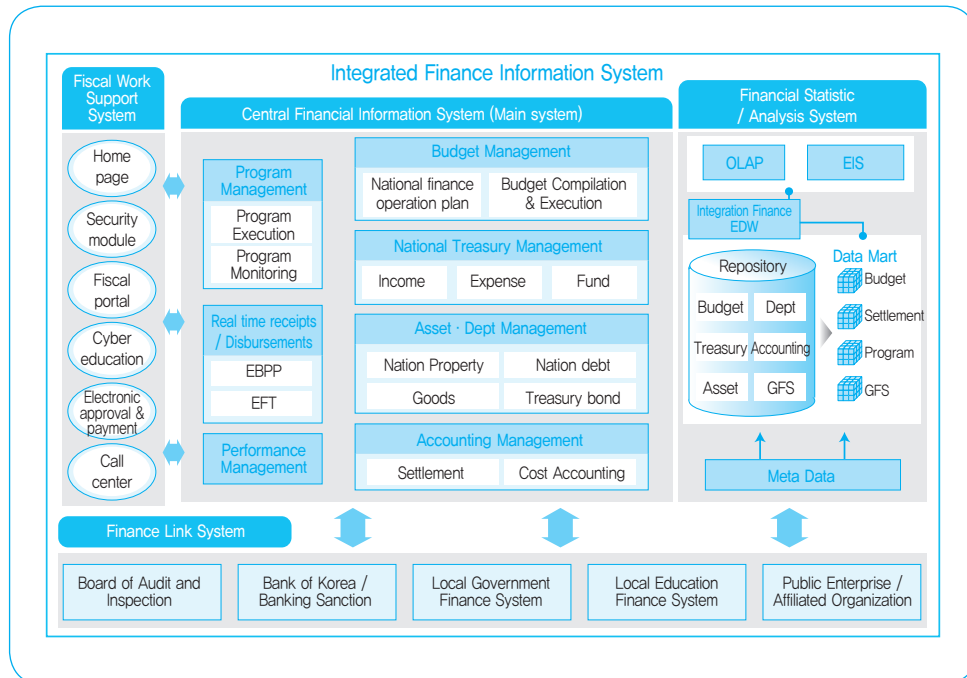 Integrated Finance Information System
Fiscal Work
Support
System
Home
page
Security
module
Fiscal
portal
Cyber
education
Electronic
approval &
payment
Call
center
Central Financial Information System (Main system)
Program
Management
Program
Execution
Program
Monitoring
Real time receipts
/ Disbursements
EBPP
EFT
Performance
Management
Budget Management
National finance
operation plan
Budget Compilation
& Execution
National Treasury Management
Income
Expense
Fund
Asset · Dept Management
Nation Property
Nation debt
Goods
Treasury bond
Accounting Management
Settlement
Cost Accounting
Financial Statistic
/ Analysis System
OLAP
EIS
Integration Finance
EDW
Repository
Budget
Dept
Treasury
Accounting
Asset
GFS
Data Mart
Budget
Settlement
Program
GFS
Meta Data
Finance Link System
Board of Audit and
Inspection
Bank of Korea /
Banking Sanction
Local Government
Finance System
Local Education
Finance System
Public Enterprise /
Affiliated Organization